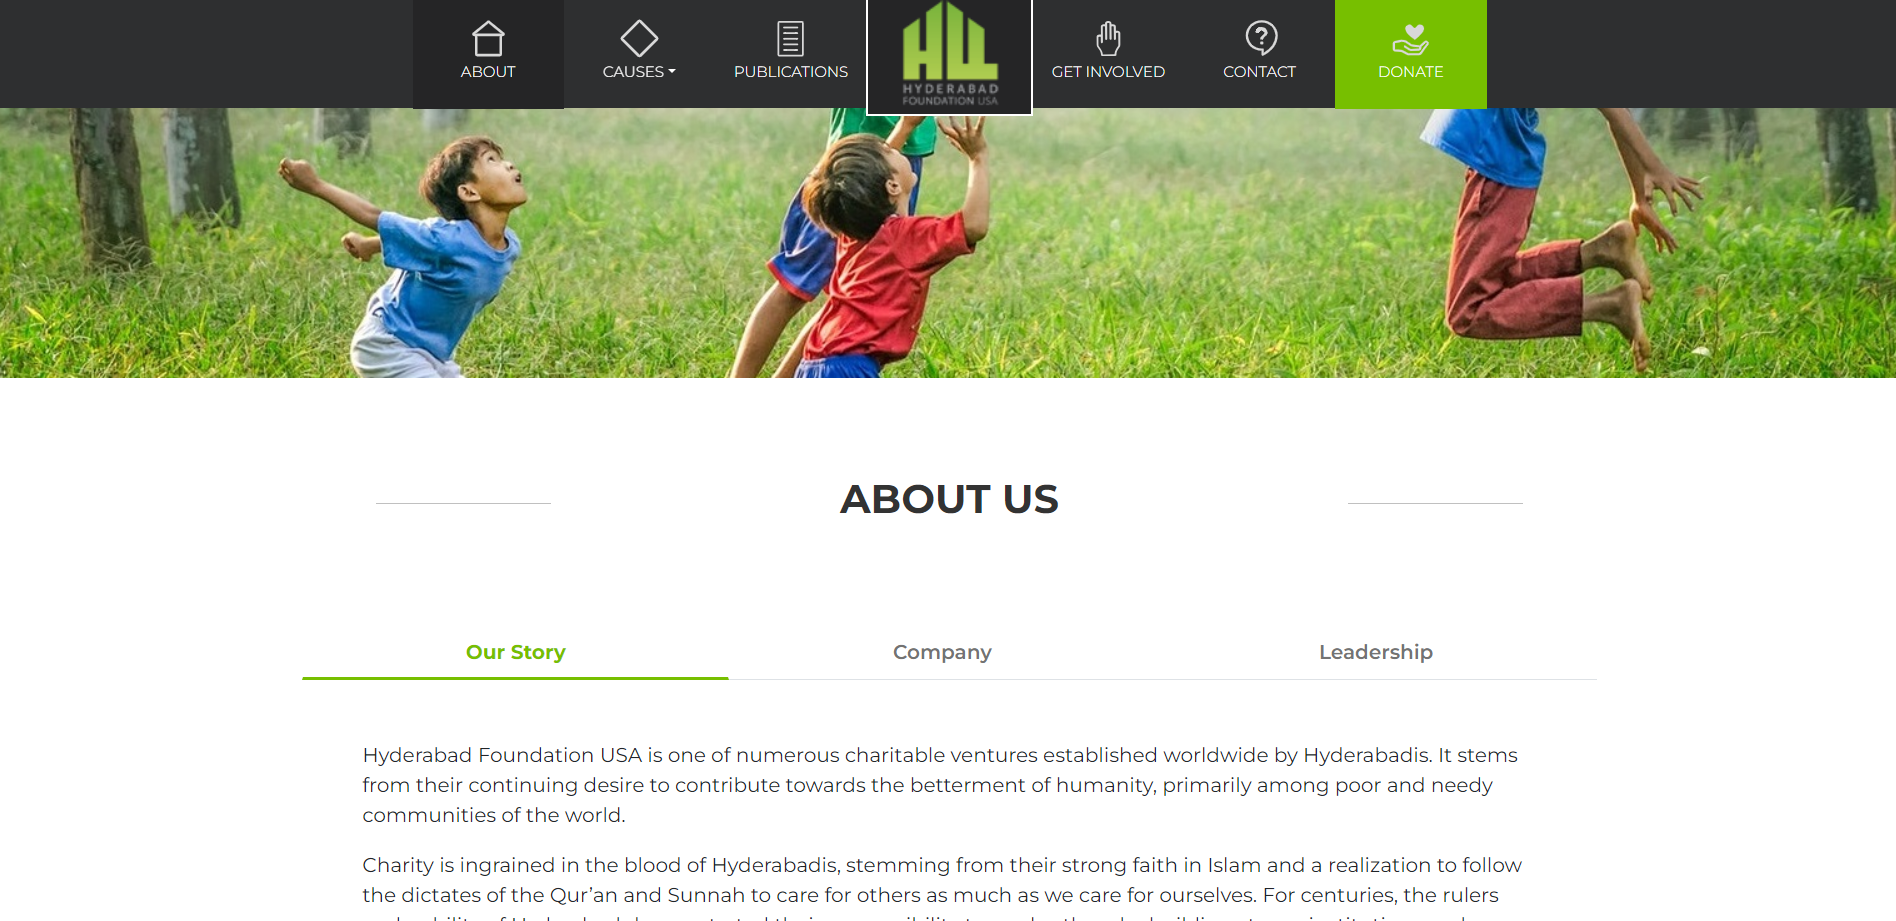 ABOUT
CAUSES
PUBLICATIONS
HYDERABAD
FOUNDATION USA
GET INVOLVED
CONTACT
DONATE
ABOUT US
Our Story
Company
Leadership
Hyderabad Foundation USA is one of numerous charitable ventures established worldwide by Hyderabadis. It stems
from their continuing desire to contribute towards the betterment of humanity, primarily among poor and needy
communities of the world.
Charity is ingrained in the blood of Hyderabadis, stemming from their strong faith in Islam and a realization to follow
the dictates of the Qur’an and Sunnah to care for others as much as we care for ourselves. For centuries, the rulers